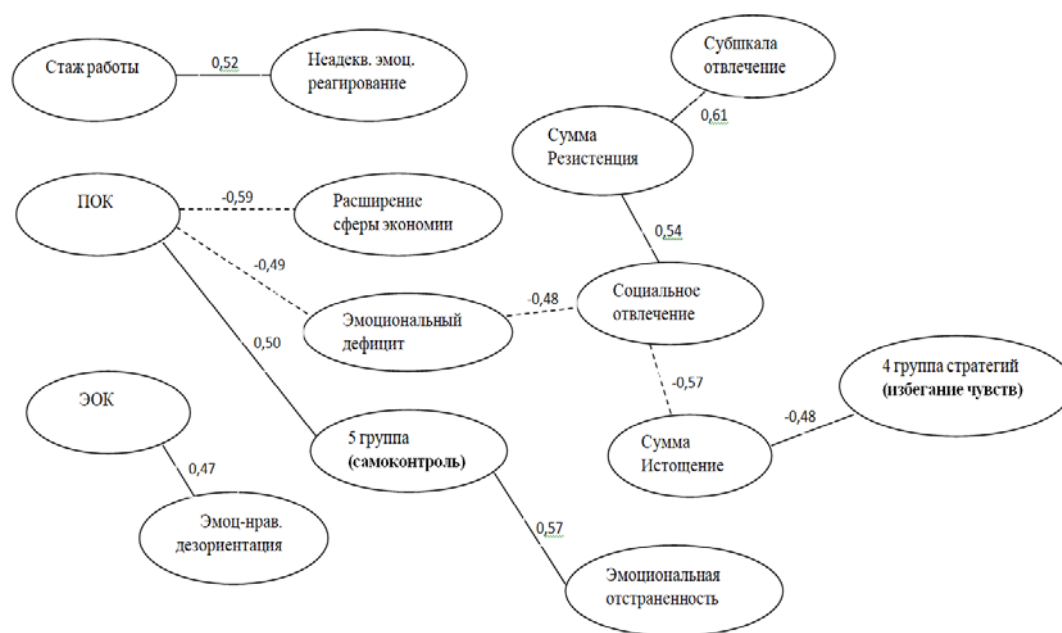 Стаж работы
0,52
Неадекв. эмоц.
реагирование
Субшкала
отвлечение
0,61
Сумма
Резистенция
ПОК
-0,59
Расширение
сферы экономии
0,54
-0,49
Социальное
отвлечение
-0,48
Эмоциональный
дефицит
0,50
-0,57
4 группа стратегий
(избегание чувств)
-0,48
ЭОК
5 группа
(самоконтроль)
Сумма
Истощение
0,47
Эмоц-нрав.
дезориентация
0,57
Эмоциональная
отстраненность